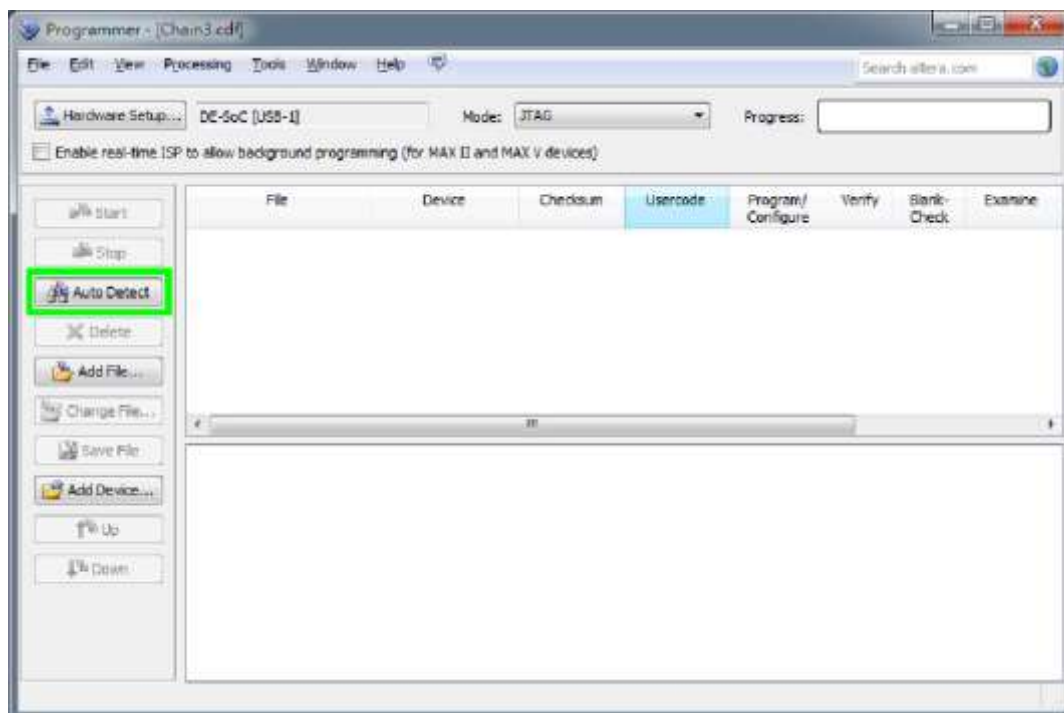 Programmer - [Chain3.cdf]
File Edit View Processing Tools Window Help
Search altera.com
Hardware Setup... DE-SoC [USB-1] Mode: JTAG Progress:
Enable real-time ISP to allow background programming (for MAX II and MAX V devices)
File Device Checksum Usercode Program/ Configure Verify Blank- Check Examine
Start
Stop
Auto Detect
Delete
Add File...
Change File...
Save File
Add Device...
Up
Down